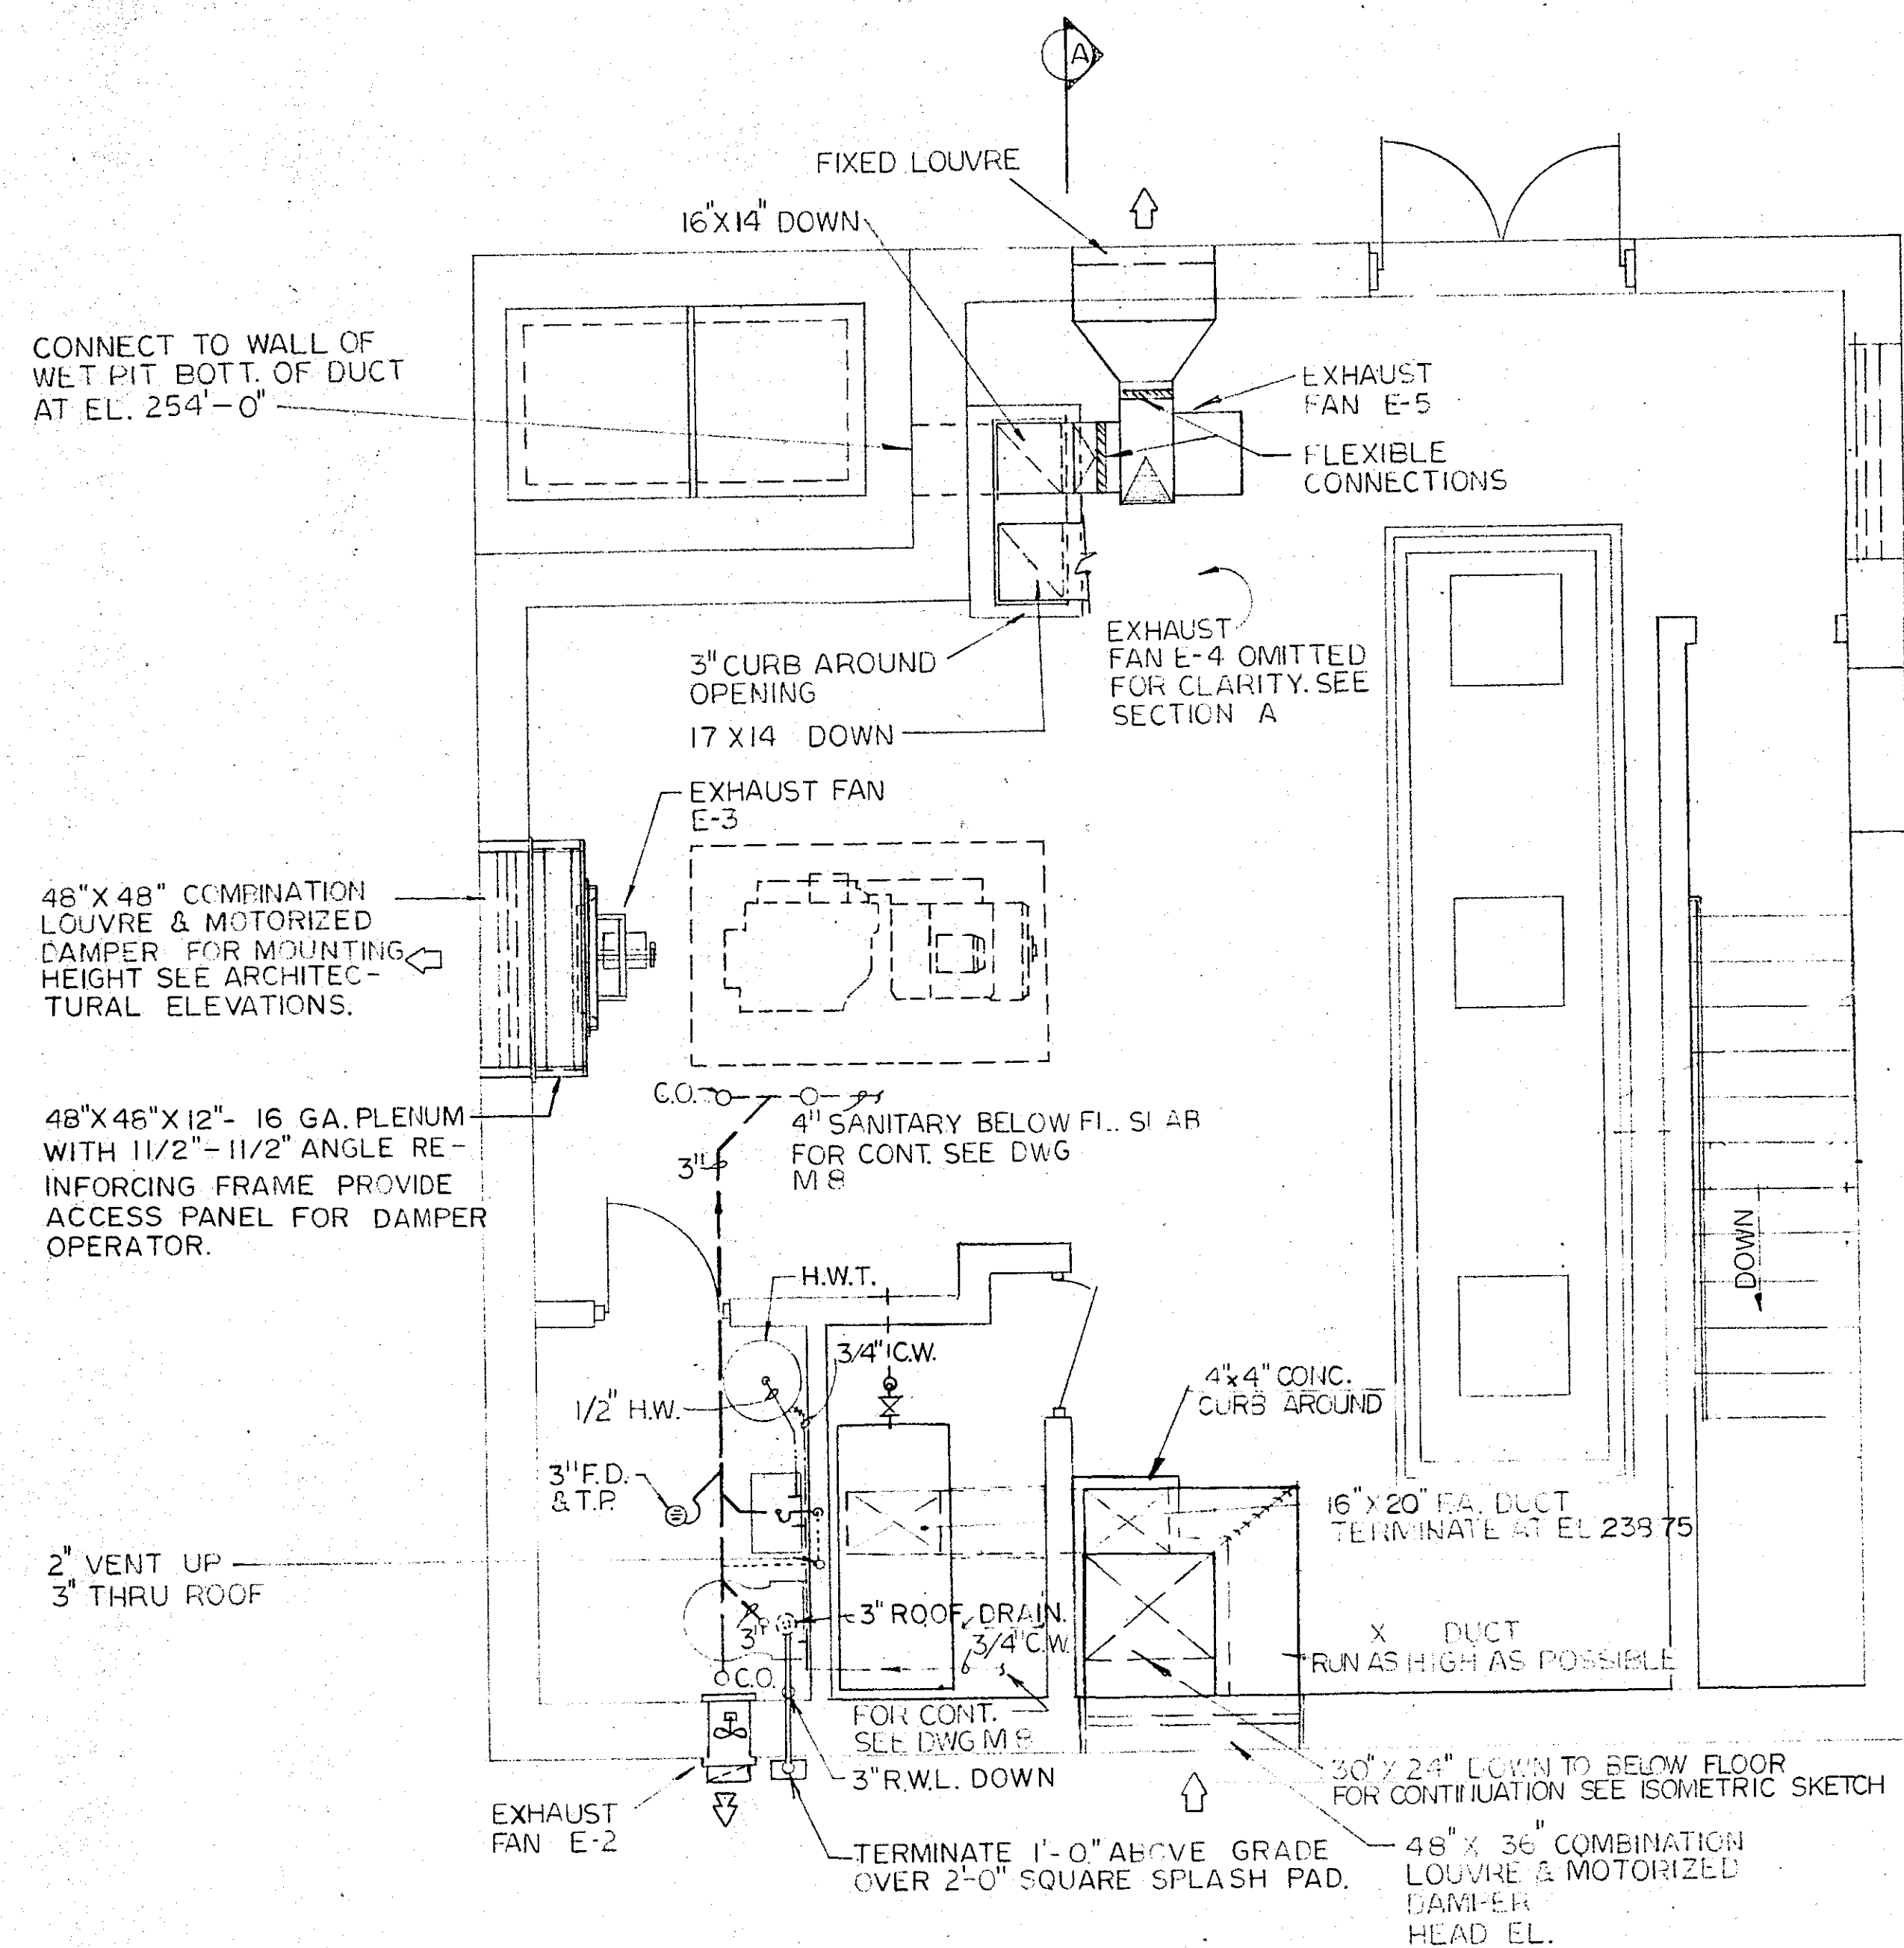 A
FIXED LOUVRE
16"X14" DOWN
CONNECT TO WALL OF
WET PIT BOTT. OF DUCT
AT EL. 254'-0"
EXHAUST
FAN E-5
FLEXIBLE
CONNECTIONS
EXHAUST
FAN E-4 OMITTED
FOR CLARITY. SEE
SECTION A
3" CURB AROUND
OPENING
17 X14 DOWN
EXHAUST FAN
E-3
48"X 48" COMBINATION
LOUVRE & MOTORIZED
DAMPER FOR MOUNTING
HEIGHT SEE ARCHITEC-
TURAL ELEVATIONS.
48"X 48"X 12"- 16 GA. PLENUM
WITH 11/2"-11/2" ANGLE RE-
INFORCING FRAME PROVIDE
ACCESS PANEL FOR DAMPER
OPERATOR.
C.O.
4" SANITARY BELOW FL. SLAB
FOR CONT. SEE DWG
M 8
3"
DOWN
H.W.T.
3/4" C.W.
1/2" H.W.
4"x4" CONC.
CURB AROUND
3" F.D.
& T.P.
16"X 20" F.A. DUCT
TERMINATE AT EL 238.75
2" VENT UP
3" THRU ROOF
3"
3" ROOF DRAIN.
3/4" C.W.
X DUCT
RUN AS HIGH AS POSSIBLE
C.O.
FOR CONT.
SEE DWG M 8
3" R.W.L. DOWN
EXHAUST
FAN E-2
30" X 24" DOWN TO BELOW FLOOR
FOR CONTINUATION SEE ISOMETRIC SKETCH
TERMINATE 1'-0" ABOVE GRADE
OVER 2'-0" SQUARE SPLASH PAD.
48" X 36" COMBINATION
LOUVRE & MOTORIZED
DAMPER
HEAD EL.